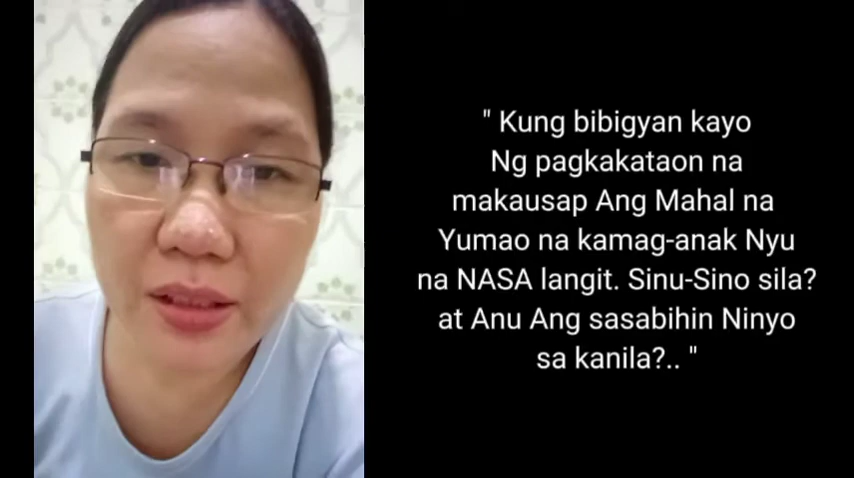 " Kung bibigyan kayo
Ng pagkakataon na
makausap Ang Mahal na
Yumao na kamag-anak Nyu
na NASA langit. Sinu-Sino sila?
at Anu Ang sasabihin Ninyo
sa kanila?.. "